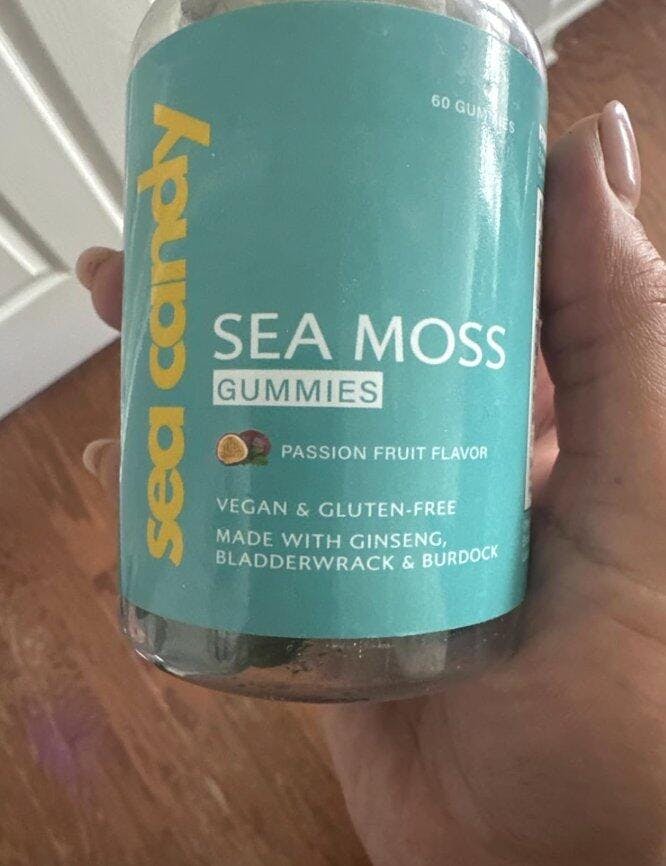 60 GUMMIES
sea candy
SEA MOSS
GUMMIES
PASSION FRUIT FLAVOR
VEGAN & GLUTEN-FREE
MADE WITH GINSENG,
BLADDERWRACK & BURDOCK